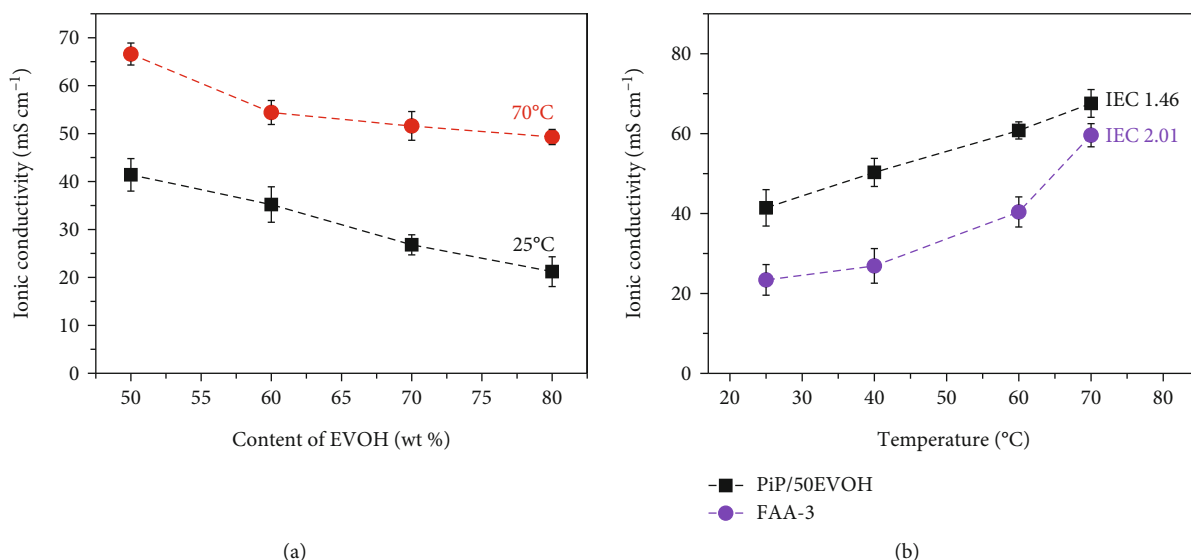 70
60
50
40
30
20
10
0
Ionic conductivity (mS cm⁻¹)
70°C
25°C
50 55 60 65 70 75 80
Content of EVOH (wt %)
(a)
80
60
40
20
0
Ionic conductivity (mS cm⁻¹)
IEC 1.46
IEC 2.01
20 30 40 50 60 70 80
Temperature (°C)
PiP/50EVOH
FAA-3
(b)